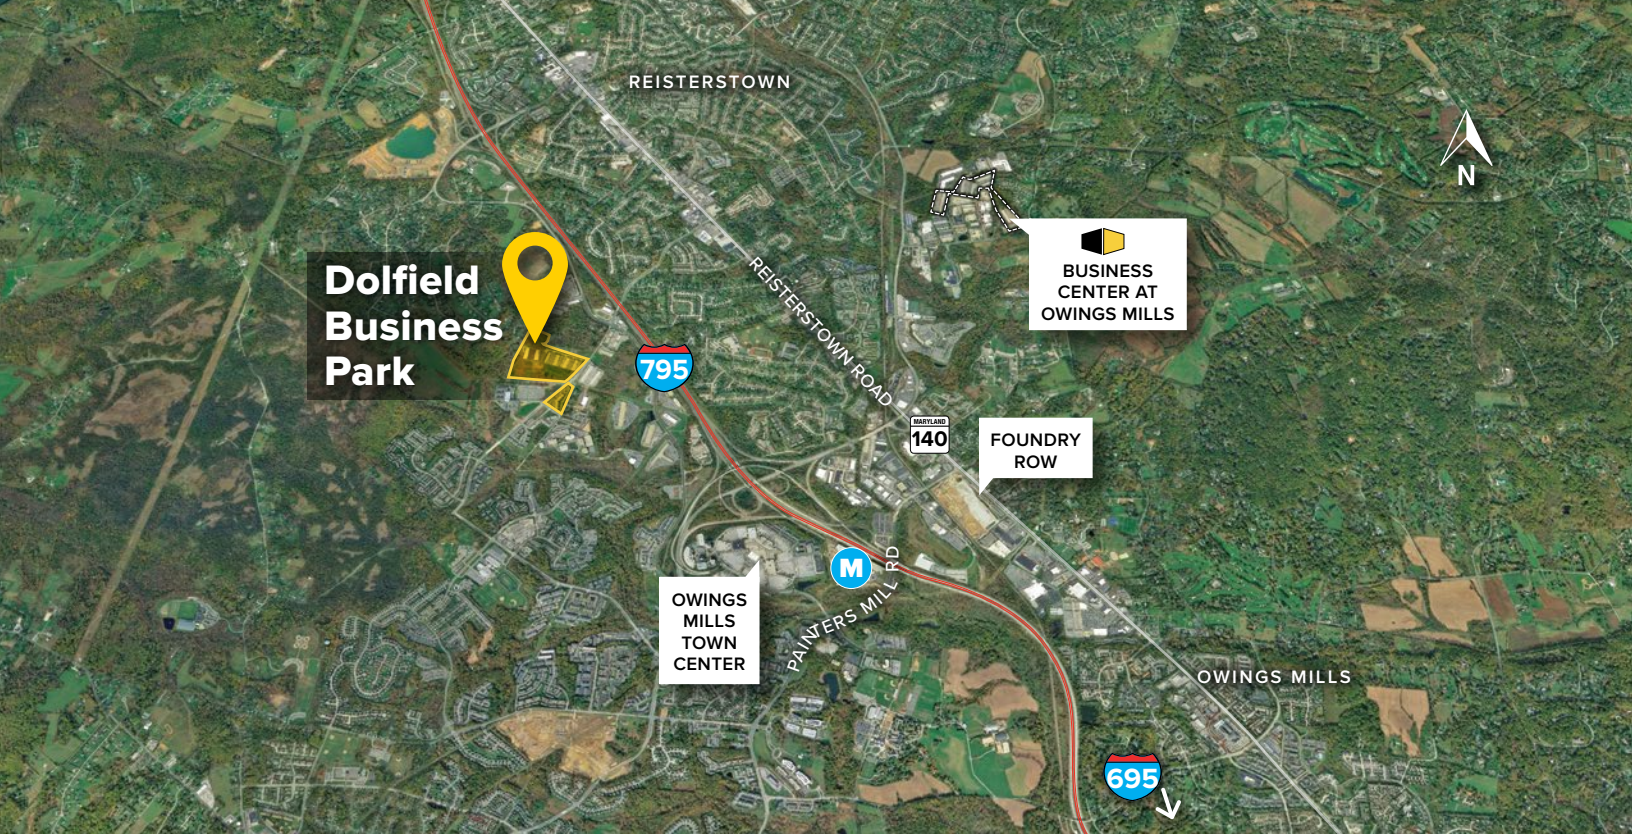 REISTERSTOWN
N
BUSINESS
CENTER AT
OWINGS MILLS
Dolfield
Business
Park
REISTERSTOWN ROAD
795
MARYLAND
140
FOUNDRY
ROW
M
PAINTERS MILL RD
OWINGS
MILLS
TOWN
CENTER
OWINGS MILLS
695